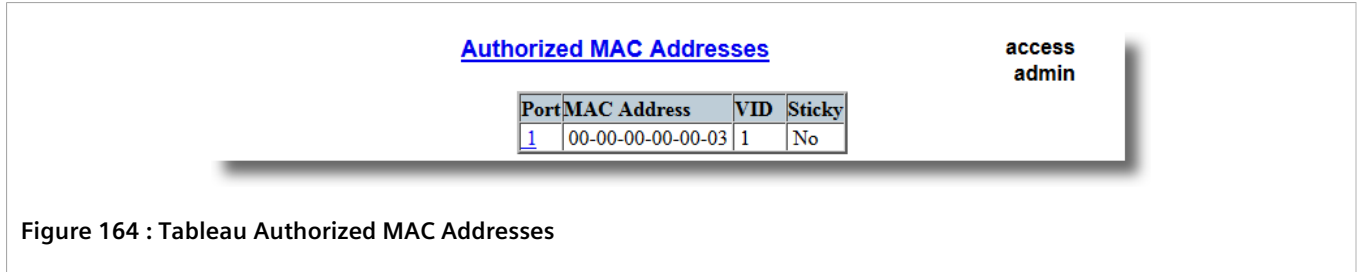 Authorized MAC Addresses
access
admin
Port MAC Address VID Sticky
1 00-00-00-00-00-03 1 No
Figure 164 : Tableau Authorized MAC Addresses